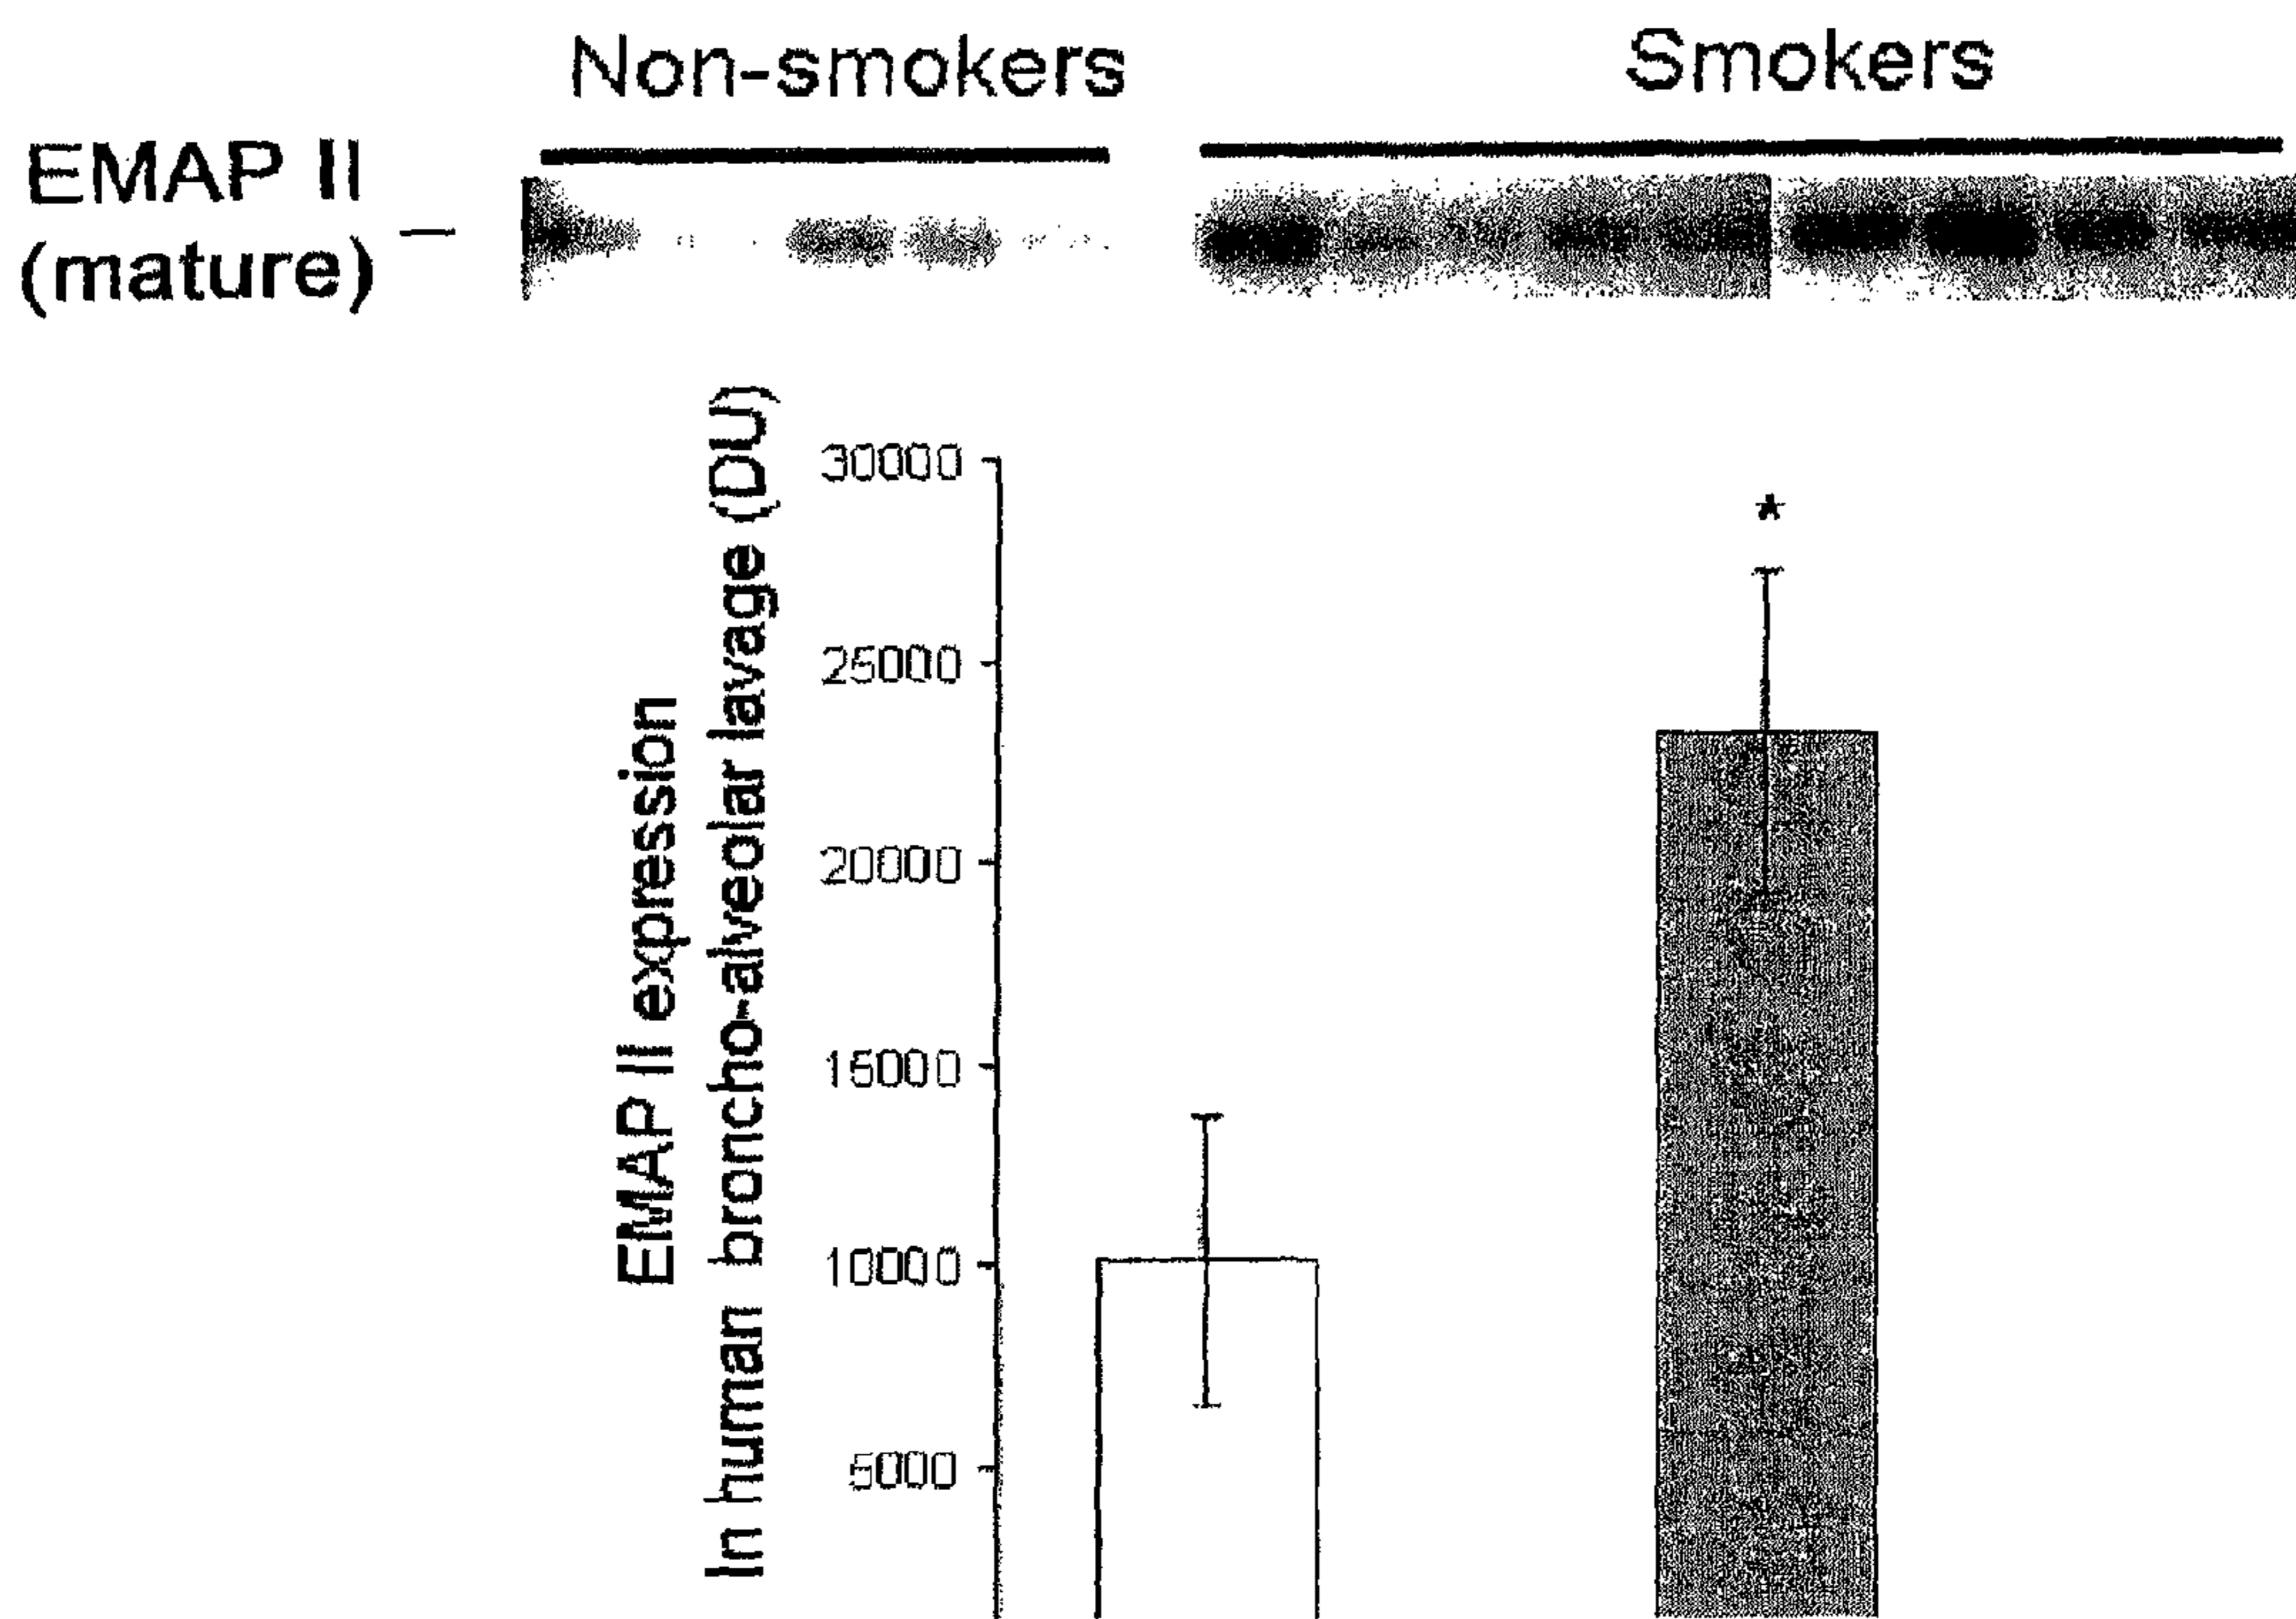 Non-smokers
Smokers
EMAP II
(mature)
EMAP II expression
In human broncho-alveolar lavage (DU)
30000
25000
20000
15000
10000
5000
*